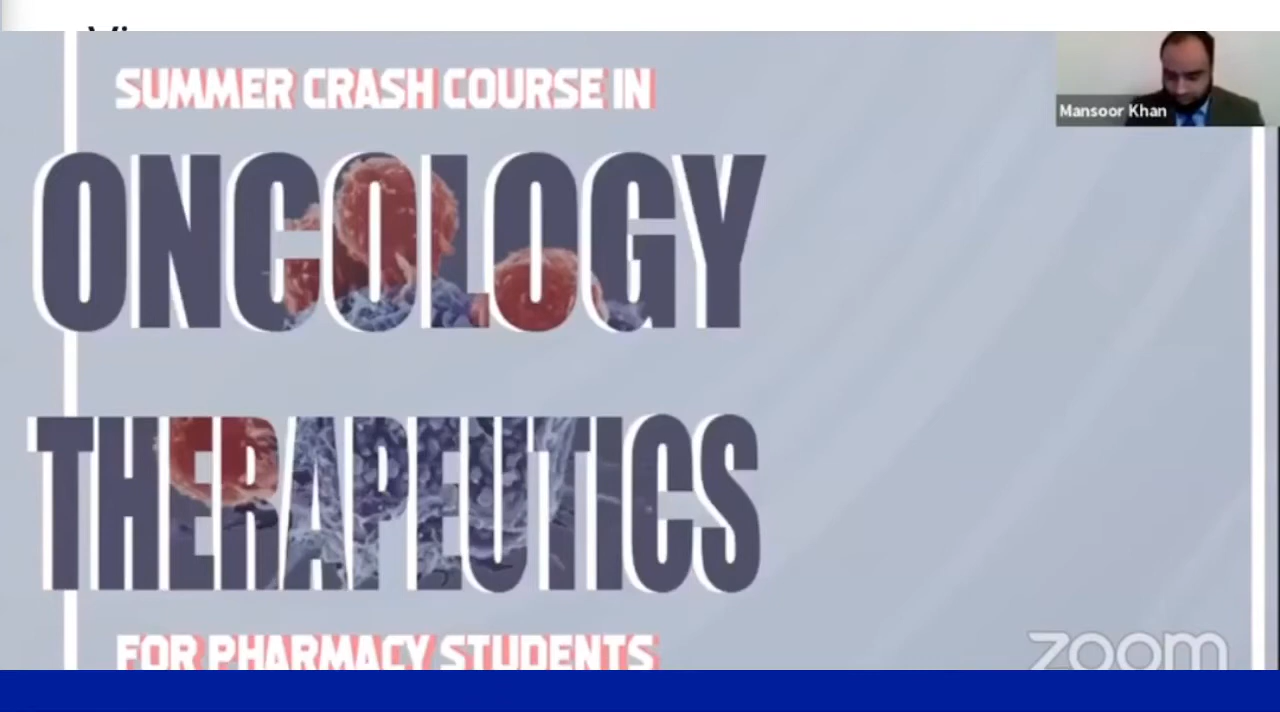 SUMMER CRASH COURSE IN
Mansoor Khan
ONCOLOGY
THERAPEUTICS
FOR PHARMACY STUDENTS
zoom